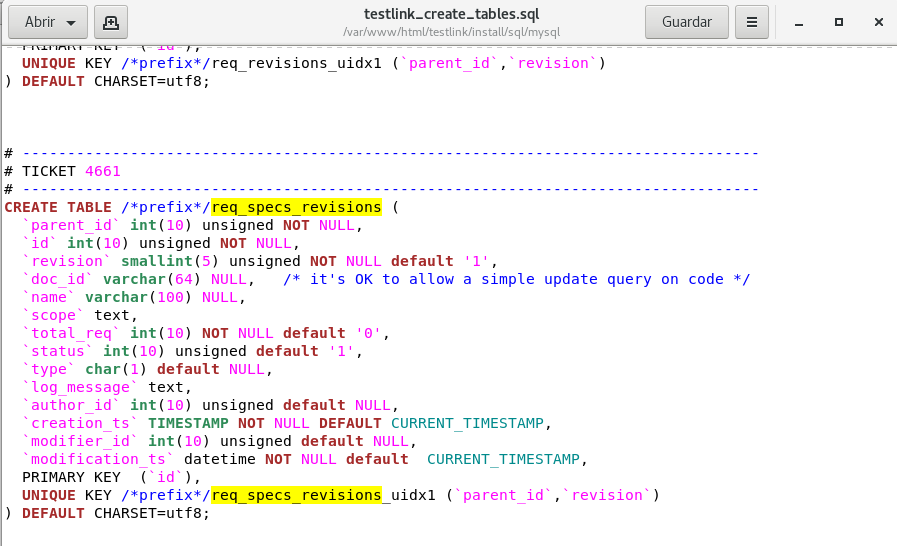 Abrir
testlink_create_tables.sql
/var/www/html/testlink/install/sql/mysql
Guardar
PRIMARY KEY  (`id`),
  UNIQUE KEY /*prefix*/req_revisions_uidx1 (`parent_id`,`revision`)
) DEFAULT CHARSET=utf8;
# ----------------------------------------------------------------------------------
# TICKET 4661
# ----------------------------------------------------------------------------------
CREATE TABLE /*prefix*/req_specs_revisions (
  `parent_id` int(10) unsigned NOT NULL,
  `id` int(10) unsigned NOT NULL,
  `revision` smallint(5) unsigned NOT NULL default '1',
  `doc_id` varchar(64) NULL,   /* it's OK to allow a simple update query on code */
  `name` varchar(100) NULL,
  `scope` text,
  `total_req` int(10) NOT NULL default '0',
  `status` int(10) unsigned default '1',
  `type` char(1) default NULL,
  `log_message` text,
  `author_id` int(10) unsigned default NULL,
  `creation_ts` TIMESTAMP NOT NULL DEFAULT CURRENT_TIMESTAMP,
  `modifier_id` int(10) unsigned default NULL,
  `modification_ts` datetime NOT NULL default  CURRENT_TIMESTAMP,
  PRIMARY KEY  (`id`),
  UNIQUE KEY /*prefix*/req_specs_revisions_uidx1 (`parent_id`,`revision`)
) DEFAULT CHARSET=utf8;